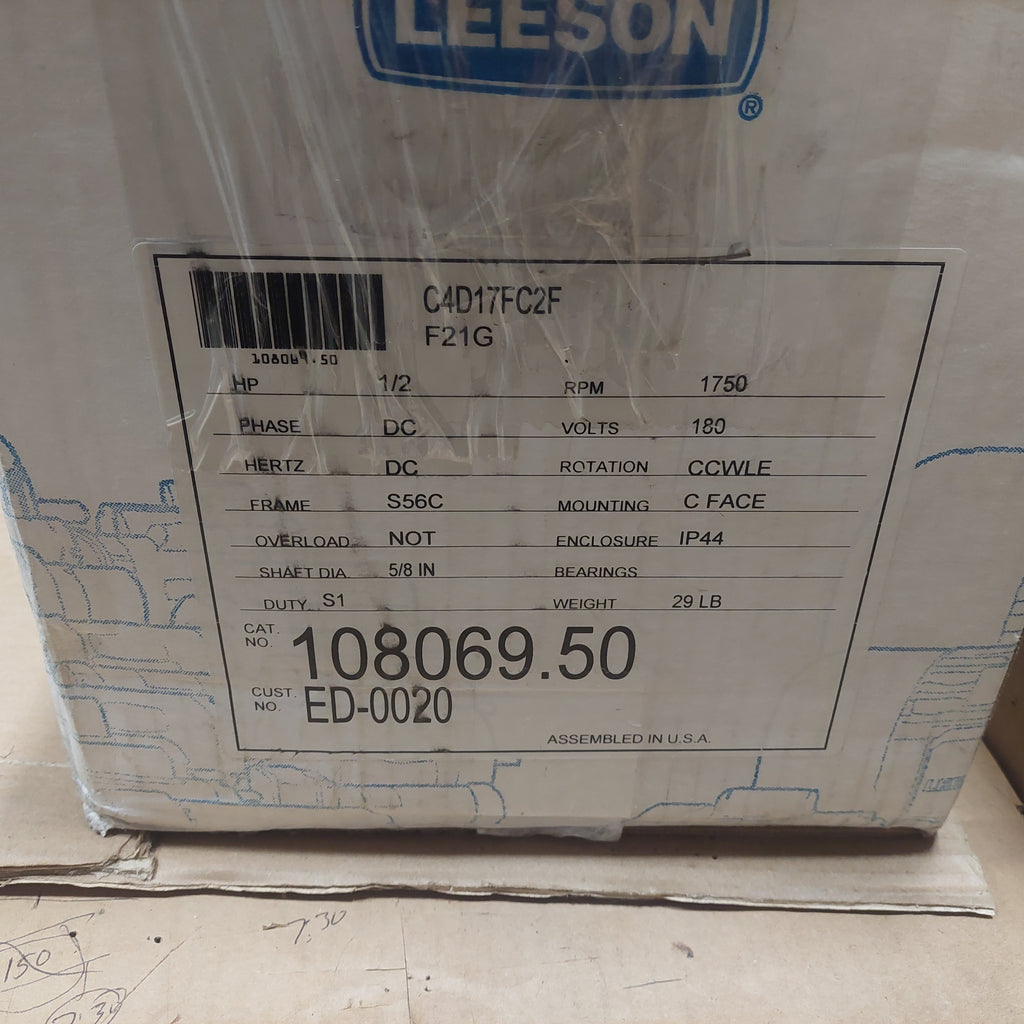 LEESON
®
C4D17FC2F
F21G
108069.50
HP 1/2 RPM 1750
PHASE DC VOLTS 180
HERTZ DC ROTATION CCWLE
FRAME S56C MOUNTING C FACE
OVERLOAD NOT ENCLOSURE IP44
SHAFT DIA. 5/8 IN BEARINGS
DUTY S1 WEIGHT 29 LB
CAT. NO. 108069.50
CUST. NO. ED-0020
ASSEMBLED IN U.S.A.
7:30
150